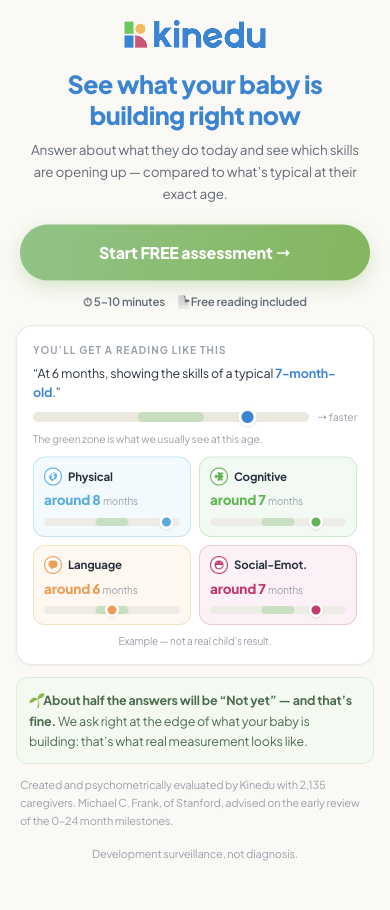 kinedu
See what your baby is
building right now
Answer about what they do today and see which skills
are opening up — compared to what's typical at their
exact age.
Start FREE assessment →
5–10 minutes Free reading included
YOU'LL GET A READING LIKE THIS
“At 6 months, showing the skills of a typical 7-month-
old.”
→ faster
The green zone is what we usually see at this age.
Physical
around 8 months
Cognitive
around 7 months
Language
around 6 months
Social-Emot.
around 7 months
Example — not a real child's result.
About half the answers will be “Not yet” — and that's
fine. We ask right at the edge of what your baby is
building: that's what real measurement looks like.
Created and psychometrically evaluated by Kinedu with 2,135
caregivers. Michael C. Frank, of Stanford, advised on the early review
of the 0–24 month milestones.
Development surveillance, not diagnosis.